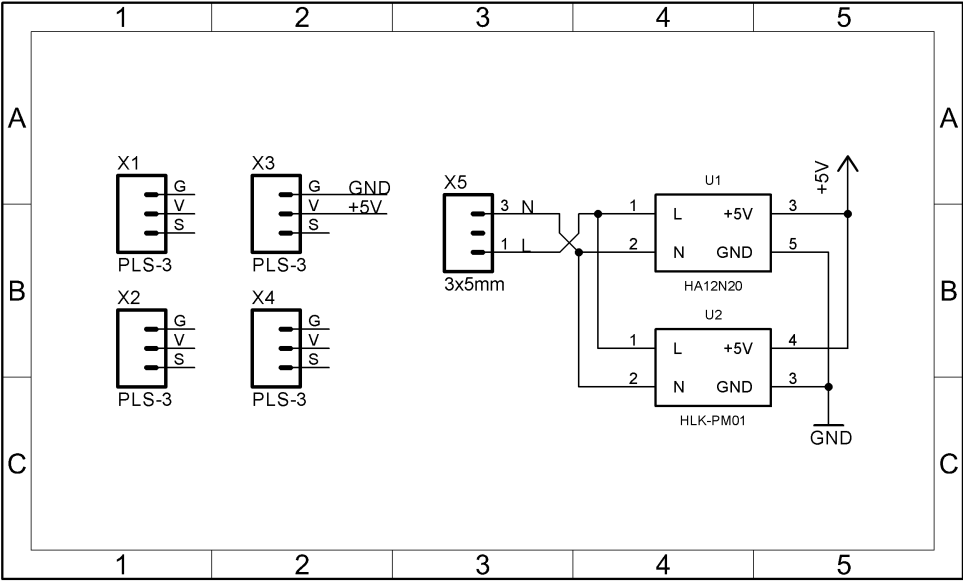 1 2 3 4 5
A A
X1 X3
G G GND
V V +5V
S S
PLS-3 PLS-3
X5
3 N
1 L
3x5mm
U1
1 L +5V 3
2 N GND 5
HA12N20
+5V
B B
X2 X4
G G
V V
S S
PLS-3 PLS-3
U2
1 L +5V 4
2 N GND 3
HLK-PM01
GND
C C
1 2 3 4 5